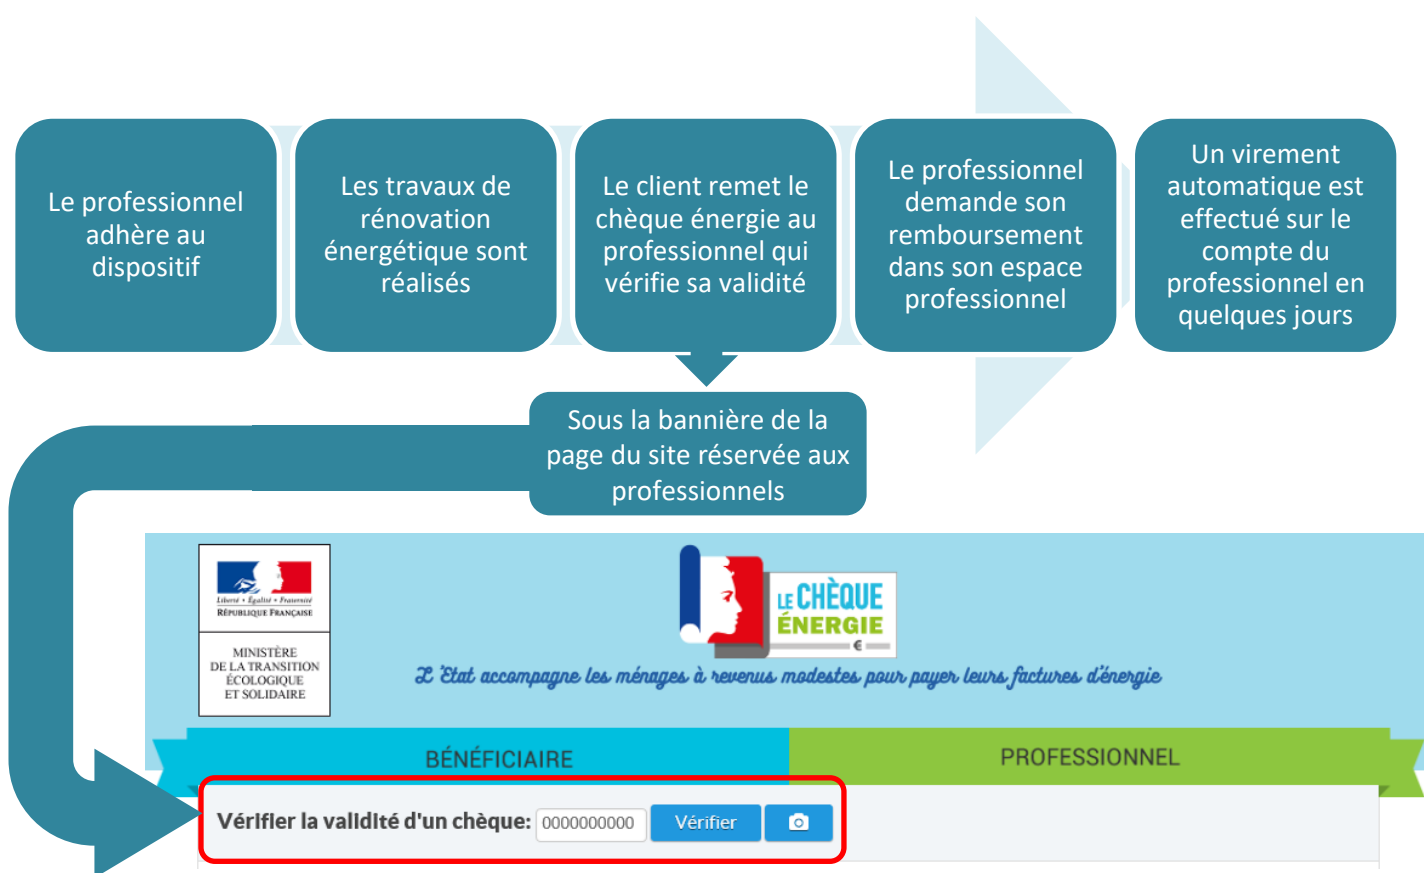 Le professionnel
adhère au
dispositif
Les travaux de
rénovation
énergétique sont
réalisés
Le client remet le
chèque énergie au
professionnel qui
vérifie sa validité
Le professionnel
demande son
remboursement
dans son espace
professionnel
Un virement
automatique est
effectué sur le
compte du
professionnel en
quelques jours
Sous la bannière de la
page du site réservée aux
professionnels
Liberté • Égalité • Fraternité
RÉPUBLIQUE FRANÇAISE
MINISTÈRE
DE LA TRANSITION
ÉCOLOGIQUE
ET SOLIDAIRE
LE CHÈQUE
ÉNERGIE
€
L'Etat accompagne les ménages à revenus modestes pour payer leurs factures d'énergie
BÉNÉFICIAIRE
PROFESSIONNEL
Vérifier la validité d'un chèque: 0000000000 Vérifier